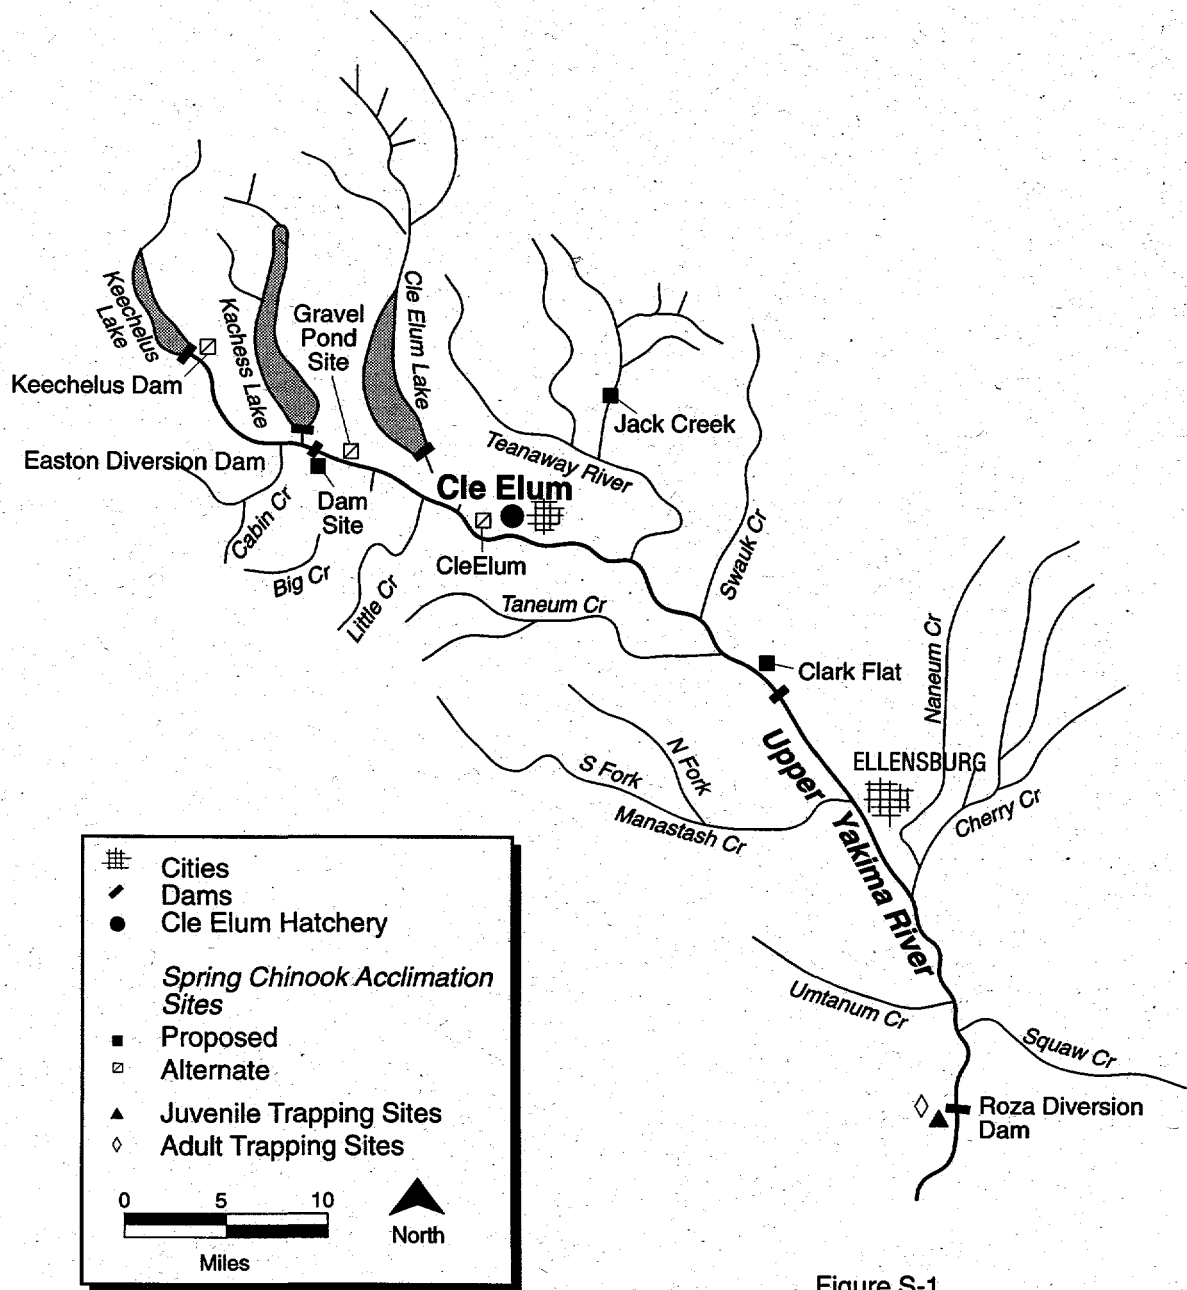 Keechelus
Lake
Kachess Lake
Gravel
Pond
Site
Cle Elum Lake
Keechelus Dam
Jack Creek
Teanaway River
Easton Diversion Dam
Cle Elum
Dam
Site
Cabin Cr
Big Cr
Little Cr
CleElum
Swauk Cr
Taneum Cr
Clark Flat
Naneum Cr
Upper Yakima River
ELLENSBURG
N Fork
S Fork
Manastash Cr
Cherry Cr
Umtanum Cr
Squaw Cr
Roza Diversion
Dam
Cities
Dams
Cle Elum Hatchery
Spring Chinook Acclimation
Sites
Proposed
Alternate
Juvenile Trapping Sites
Adult Trapping Sites
0 5 10
Miles
North
Figure S-1